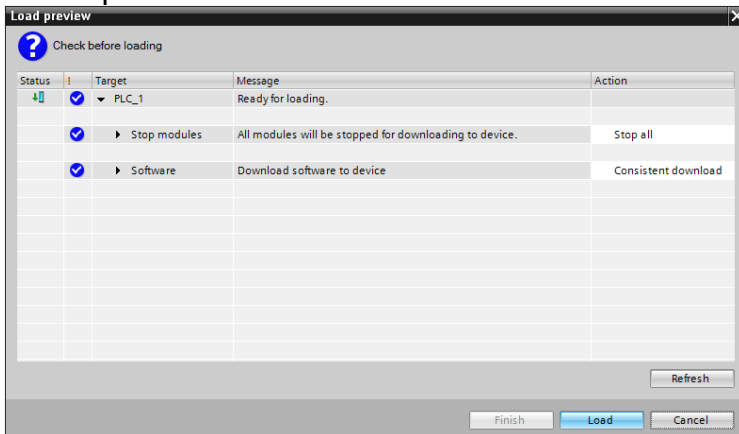 Load preview
Check before loading
Status ! Target Message Action
PLC_1 Ready for loading.
Stop modules All modules will be stopped for downloading to device. Stop all
Software Download software to device Consistent download
Refresh
Finish Load Cancel